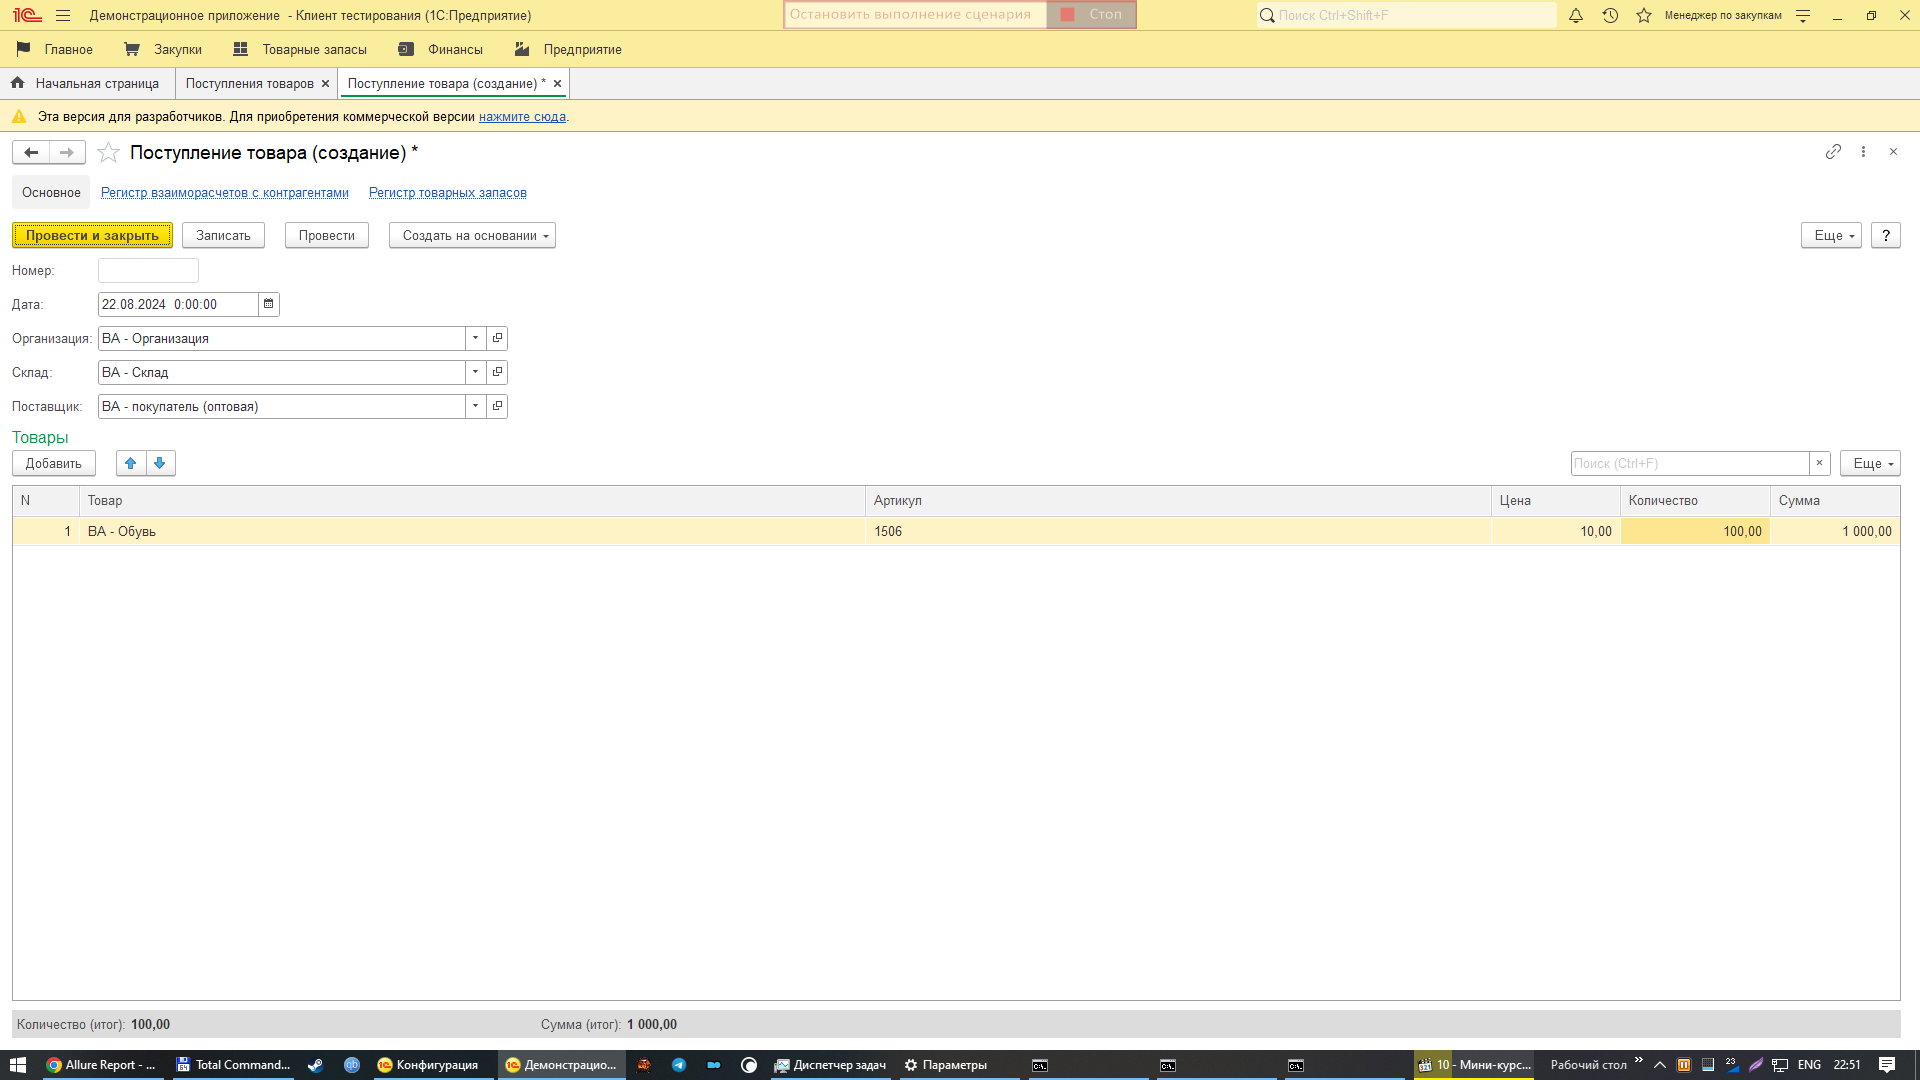 Демонстрационное приложение - Клиент тестирования (1С:Предприятие)
Остановить выполнение сценария Стоп
Поиск Ctrl+Shift+F
Менеджер по закупкам
Главное Закупки Товарные запасы Финансы Предприятие
Начальная страница Поступления товаров × Поступление товара (создание) * ×
Эта версия для разработчиков. Для приобретения коммерческой версии нажмите сюда.
Поступление товара (создание) *
Основное Регистр взаиморасчетов с контрагентами Регистр товарных запасов
Провести и закрыть Записать Провести Создать на основании Еще ?
Номер:
Дата: 22.08.2024 0:00:00
Организация: ВА - Организация
Склад: ВА - Склад
Поставщик: ВА - покупатель (оптовая)
Товары
Добавить Поиск (Ctrl+F) × Еще
N Товар Артикул Цена Количество Сумма
1 ВА - Обувь 1506 10,00 100,00 1 000,00
Количество (итог): 100,00 Сумма (итог): 1 000,00
Allure Report - ... Total Command... Конфигурация Демонстрацио... Диспетчер задач Параметры 10 - Мини-курс... Рабочий стол 23 ENG 22:51